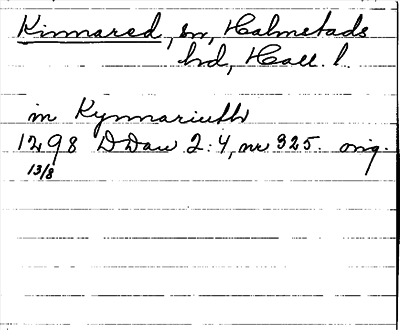 Kinnared, sn, Halmstads
hd, Hall. l.
in Kynnariuth
1298 DDan 2:4, nr 325. orig.
13/8